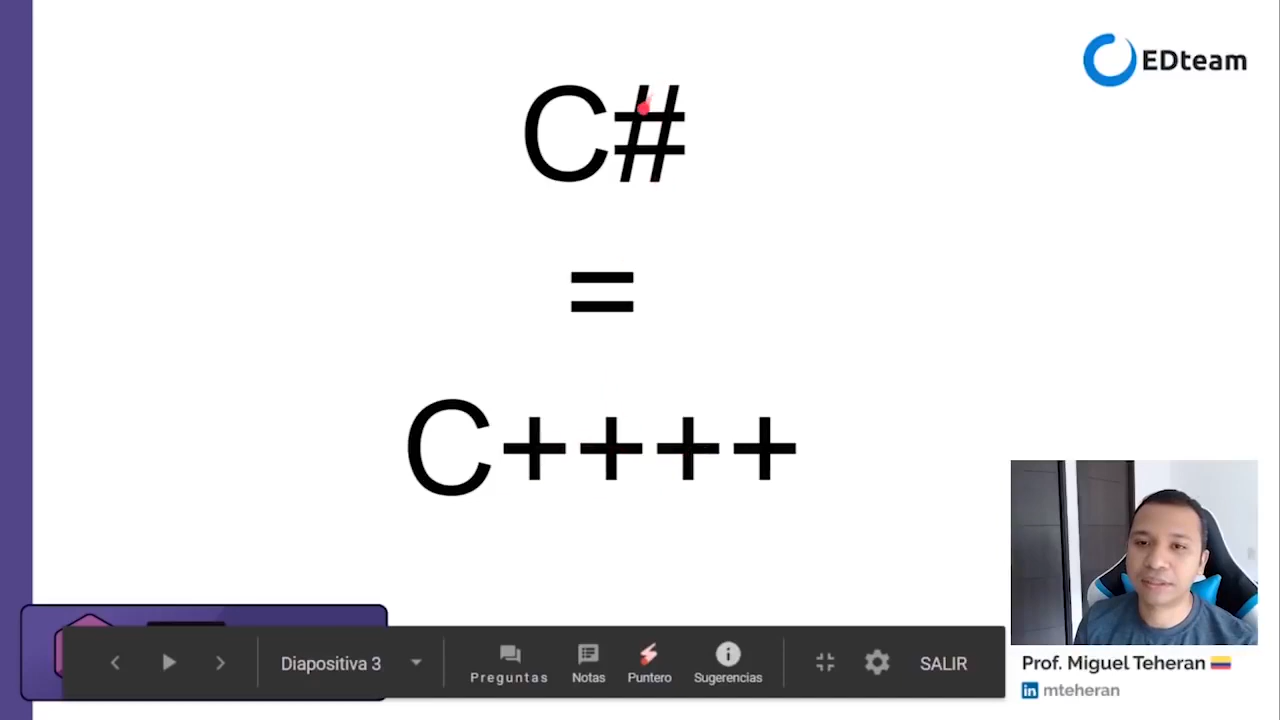 EDteam
C#
=
C++++
Diapositiva 3
Preguntas
Notas
Puntero
Sugerencias
SALIR
Prof. Miguel Teheran
in mteheran